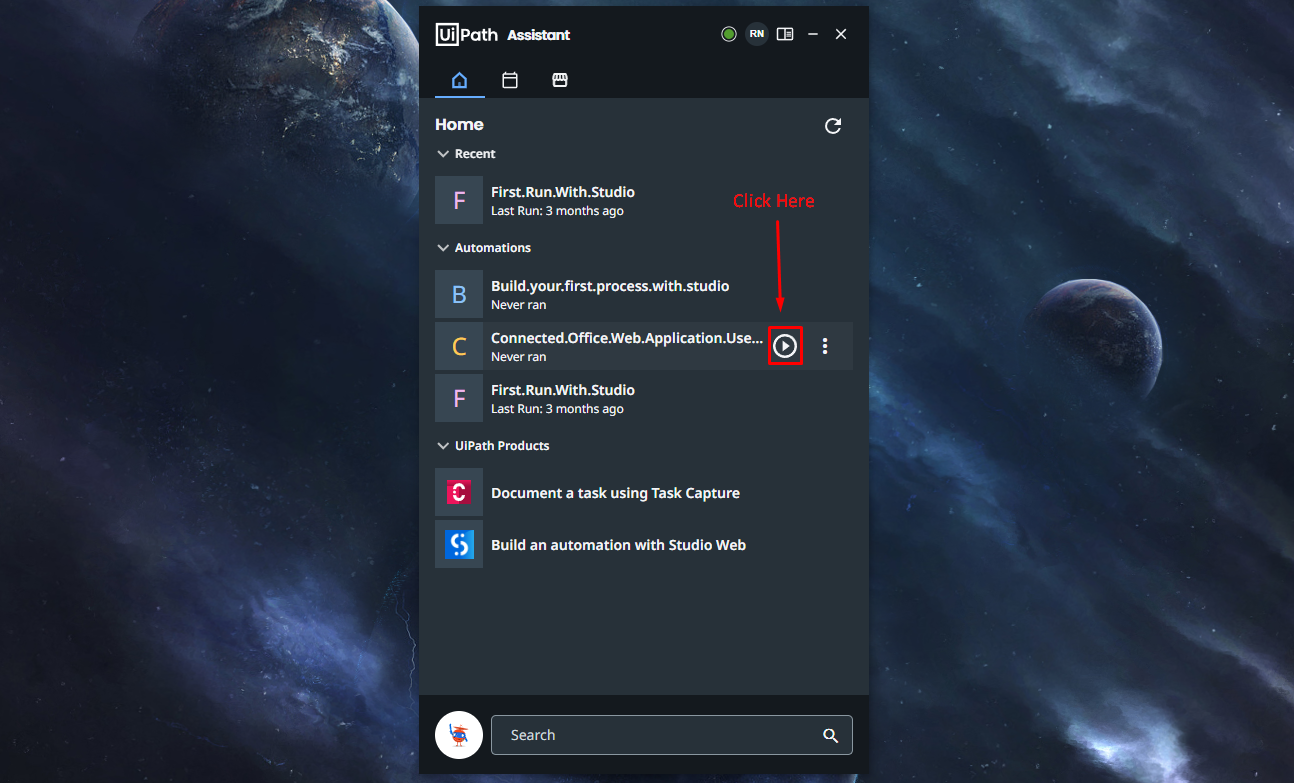 UiPath Assistant
RN
Home
Recent
F
First.Run.With.Studio
Last Run: 3 months ago
Click Here
Automations
B
Build.your.first.process.with.studio
Never ran
C
Connected.Office.Web.Application.Use...
Never ran
F
First.Run.With.Studio
Last Run: 3 months ago
UiPath Products
Document a task using Task Capture
Build an automation with Studio Web
Search